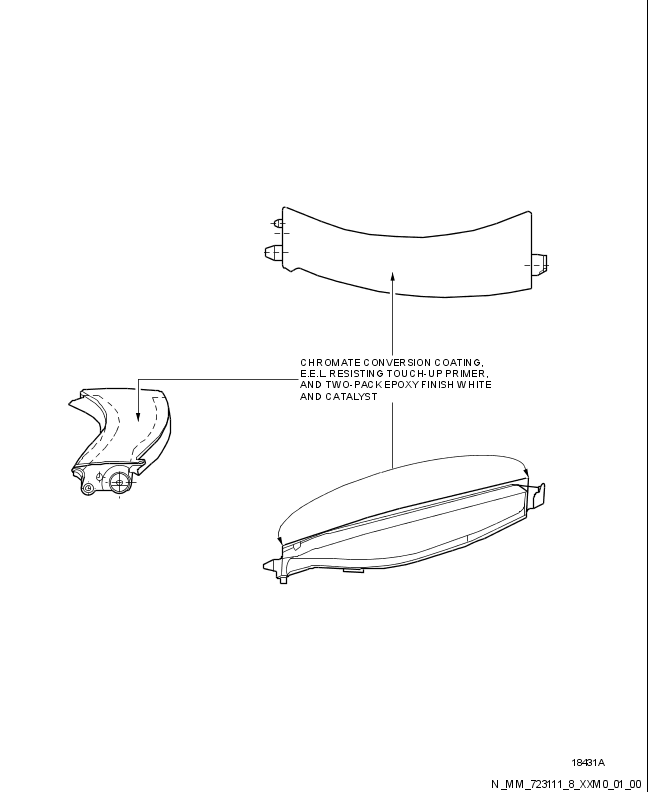 CHROMATE CONVERSION COATING,
E.E.L. RESISTING TOUCH-UP PRIMER,
AND TWO-PACK EPOXY FINISH WHITE
AND CATALYST
18431A
N_MM_723111_8_XXM0_01_00